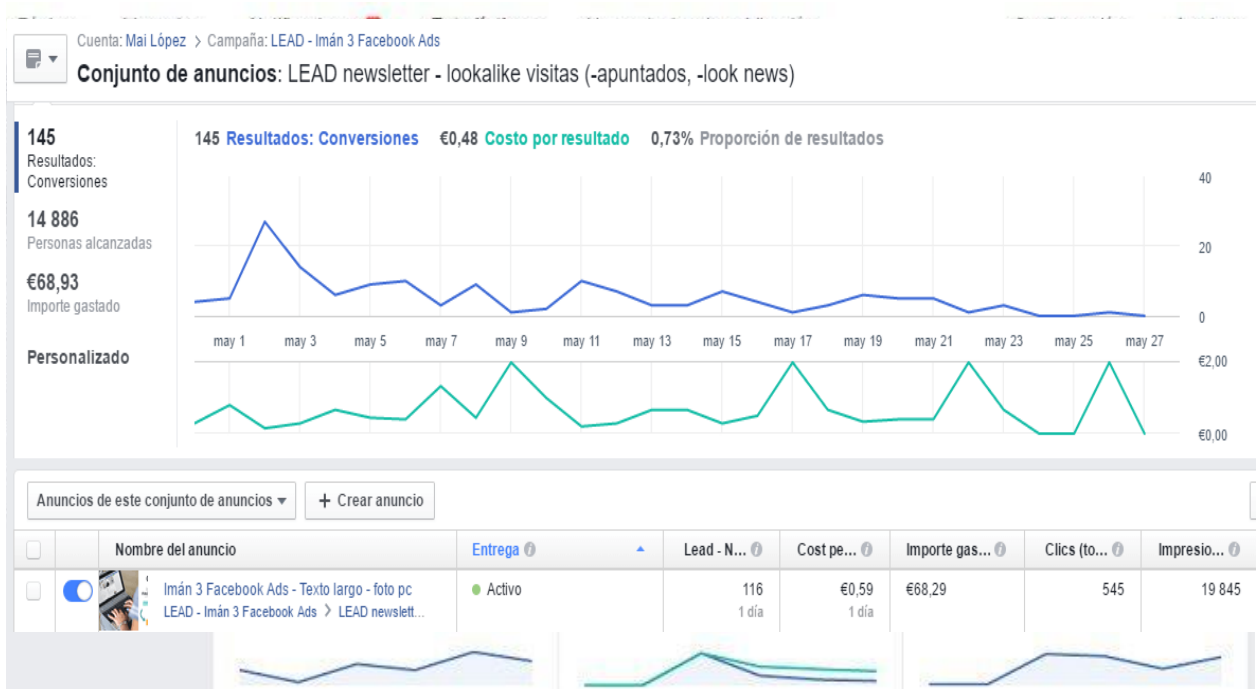 Cuenta: Mai López > Campaña: LEAD - Imán 3 Facebook Ads
Conjunto de anuncios: LEAD newsletter - lookalike visitas (-apuntados, -look news)
145
Resultados:
Conversiones
14 886
Personas alcanzadas
€68,93
Importe gastado
Personalizado
145 Resultados: Conversiones €0,48 Costo por resultado 0,73% Proporción de resultados
40
20
0
may 1 may 3 may 5 may 7 may 9 may 11 may 13 may 15 may 17 may 19 may 21 may 23 may 25 may 27
€2,00
€0,00
Anuncios de este conjunto de anuncios + Crear anuncio
Nombre del anuncio Entrega Lead - N... Cost pe... Importe gas... Clics (to... Impresio...
Imán 3 Facebook Ads - Texto largo - foto pc Activo 116 €0,59 €68,29 545 19 845
LEAD - Imán 3 Facebook Ads > LEAD newslett... 1 día 1 día